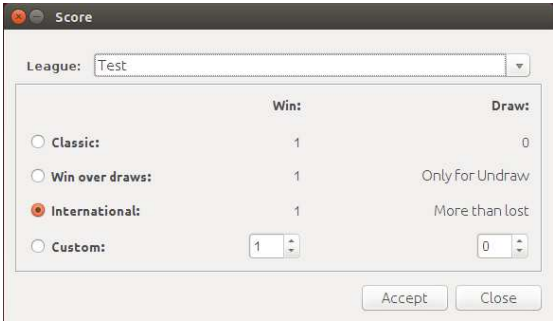 Score
League: Test
Win: Draw:
Classic: 1 0
Win over draws: 1 Only for Undraw
International: 1 More than lost
Custom: 1 0
Accept Close